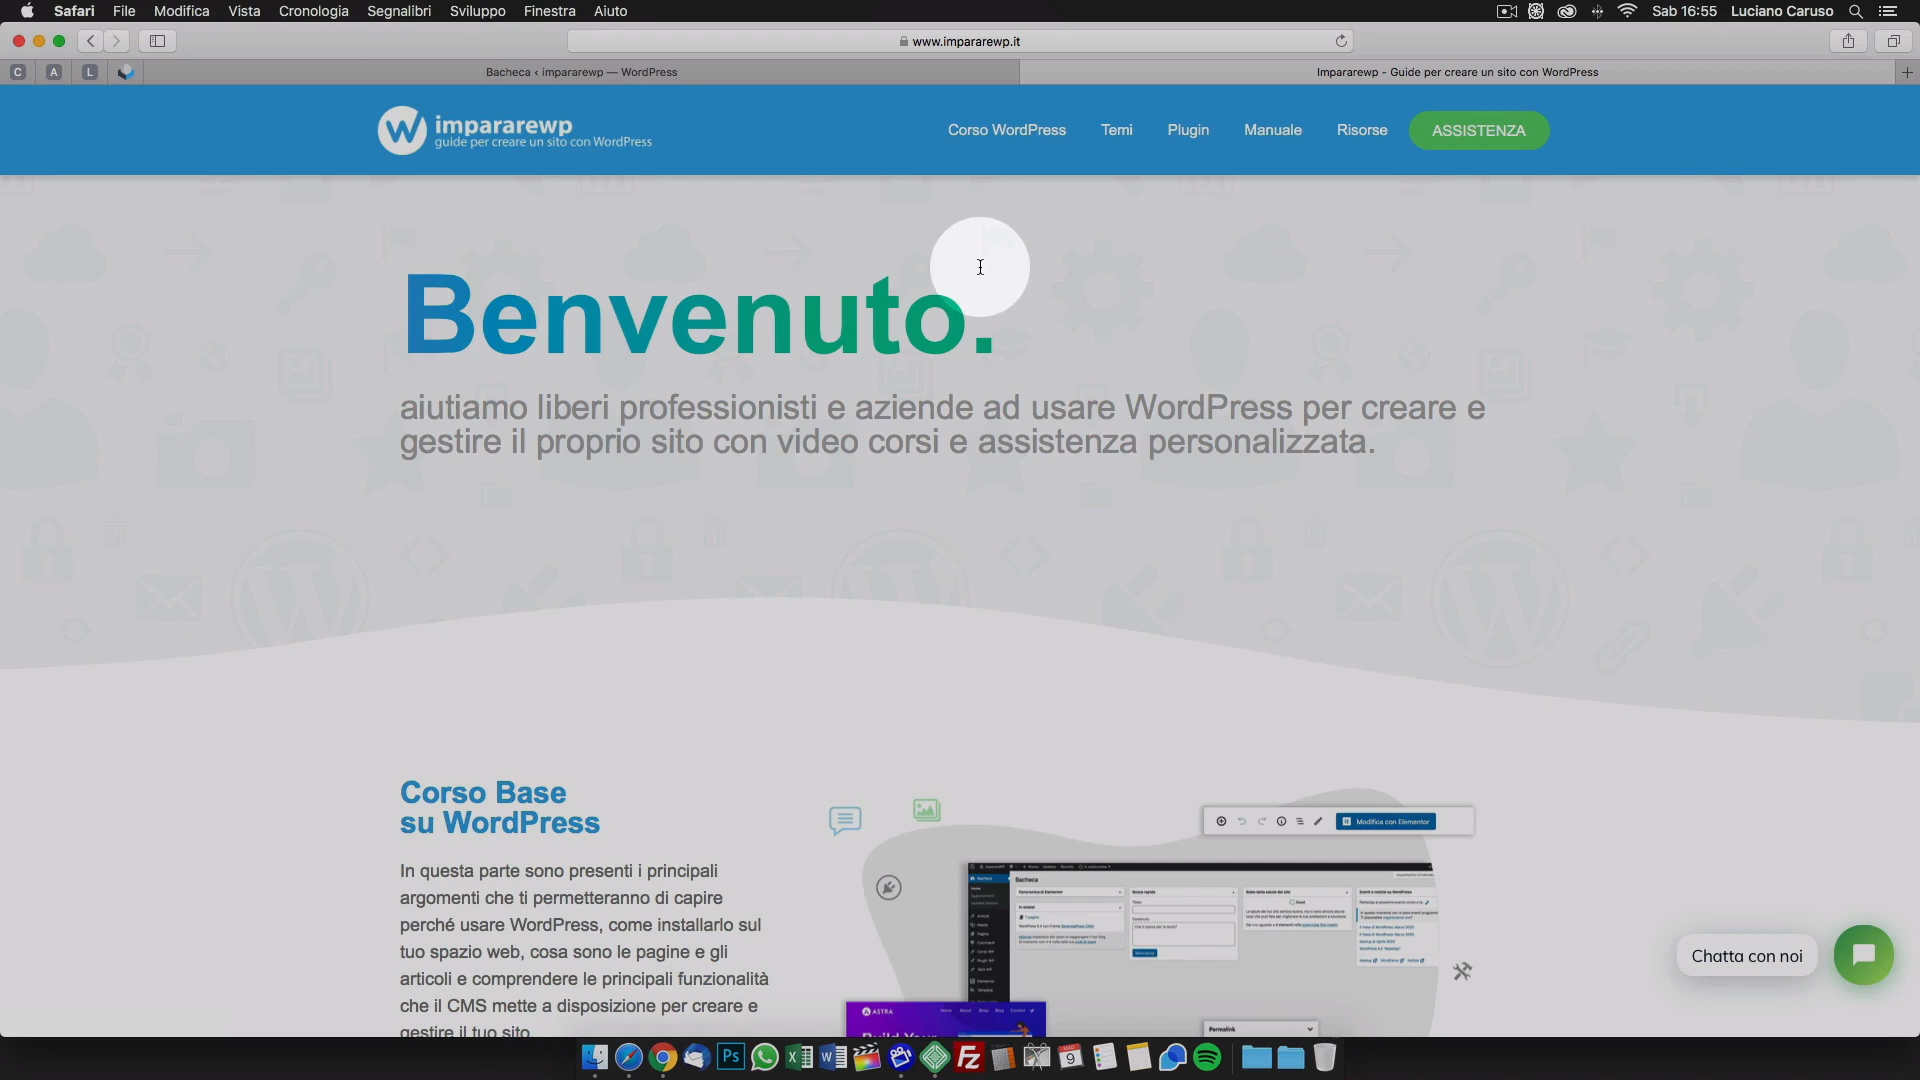 Safari File Modifica Vista Cronologia Segnalibri Sviluppo Finestra Aiuto
Sab 16:55 Luciano Caruso
www.impararewp.it
C A L
Bacheca ‹ impararewp — WordPress
Impararewp - Guide per creare un sito con WordPress
impararewp
guide per creare un sito con WordPress
Corso WordPress Temi Plugin Manuale Risorse ASSISTENZA
Benvenuto.
aiutiamo liberi professionisti e aziende ad usare WordPress per creare e
gestire il proprio sito con video corsi e assistenza personalizzata.
Corso Base
su WordPress
In questa parte sono presenti i principali
argomenti che ti permetteranno di capire
perché usare WordPress, come installarlo sul
tuo spazio web, cosa sono le pagine e gli
articoli e comprendere le principali funzionalità
che il CMS mette a disposizione per creare e
gestire il tuo sito.
Modifica con Elementor
Bacheca
ASTRA
Permalink
Chatta con noi
Ps
Fz
9